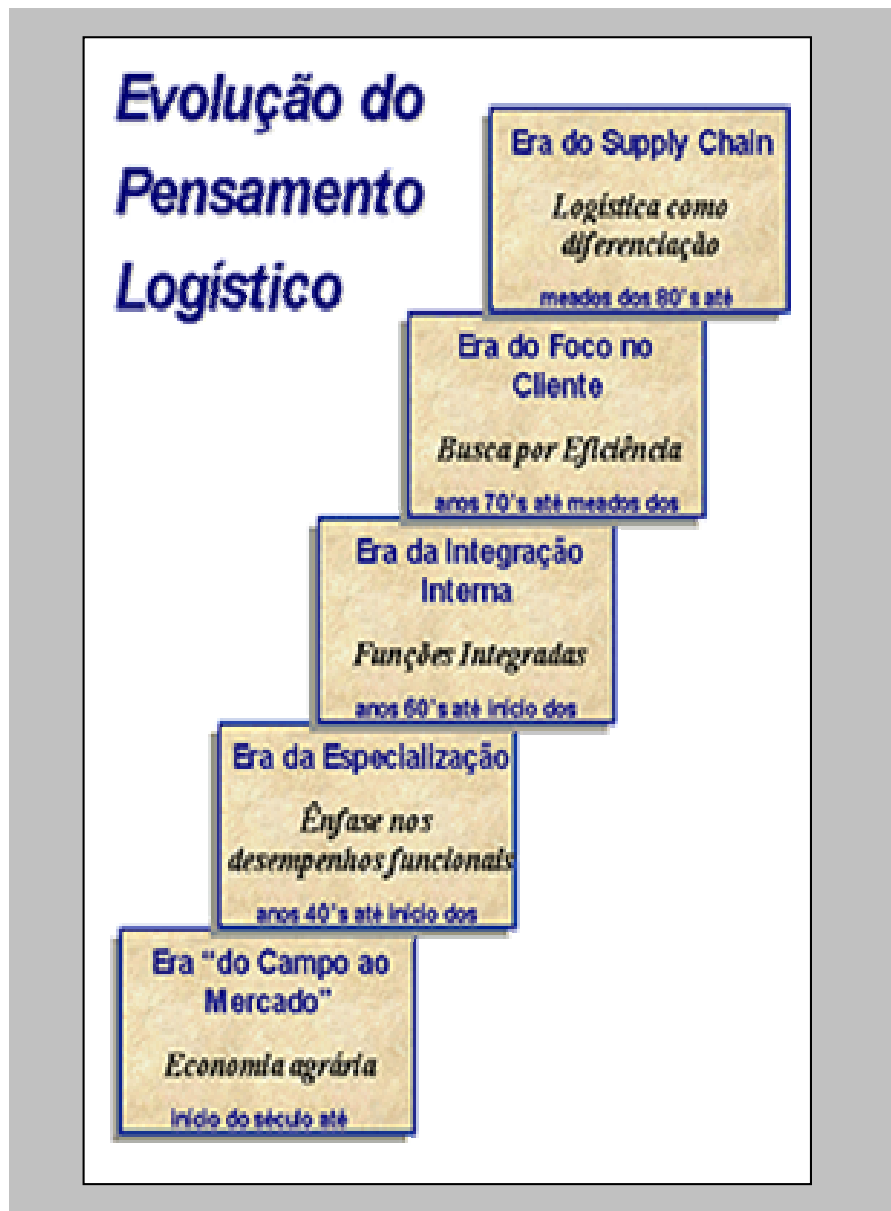 Evolução do
Pensamento
Logístico
Era do Supply Chain
Logística como
diferenciação
meados dos 80's até
Era do Foco no
Cliente
Busca por Eficiência
anos 70's até meados dos
Era da Integração
Interna
Funções Integradas
anos 60's até início dos
Era da Especialização
Ênfase nos
desempenhos funcionais
anos 40's até início dos
Era "do Campo ao
Mercado"
Economia agrária
início do século até